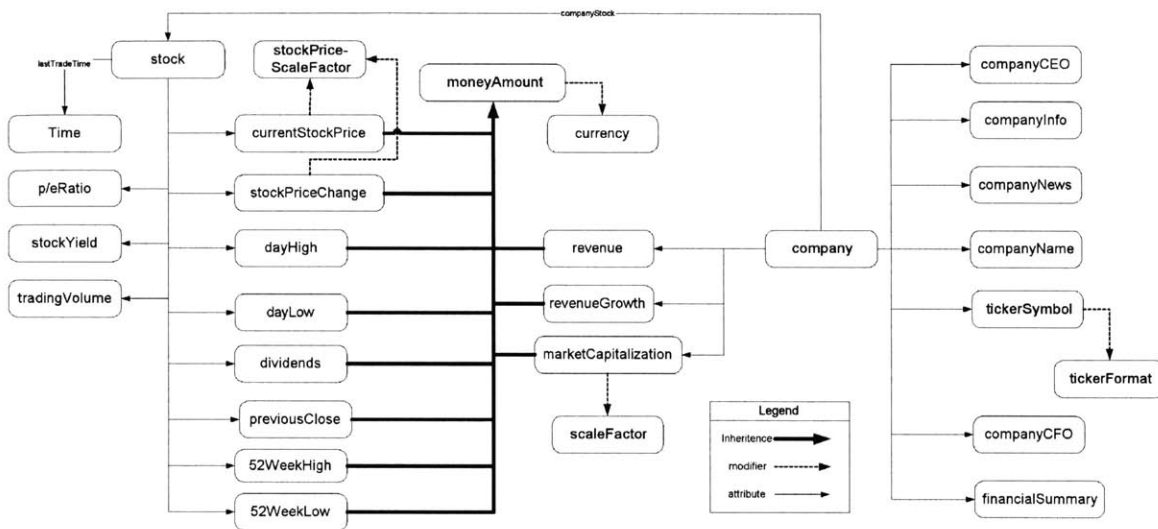 companyStock
stock
lastTradeTime
Time
p/eRatio
stockYield
tradingVolume
stockPrice-
ScaleFactor
currentStockPrice
stockPriceChange
dayHigh
dayLow
dividends
previousClose
52WeekHigh
52WeekLow
moneyAmount
currency
revenue
revenueGrowth
marketCapitalization
scaleFactor
company
companyCEO
companyInfo
companyNews
companyName
tickerSymbol
tickerFormat
companyCFO
financialSummary
Legend
Inheritence
modifier
attribute